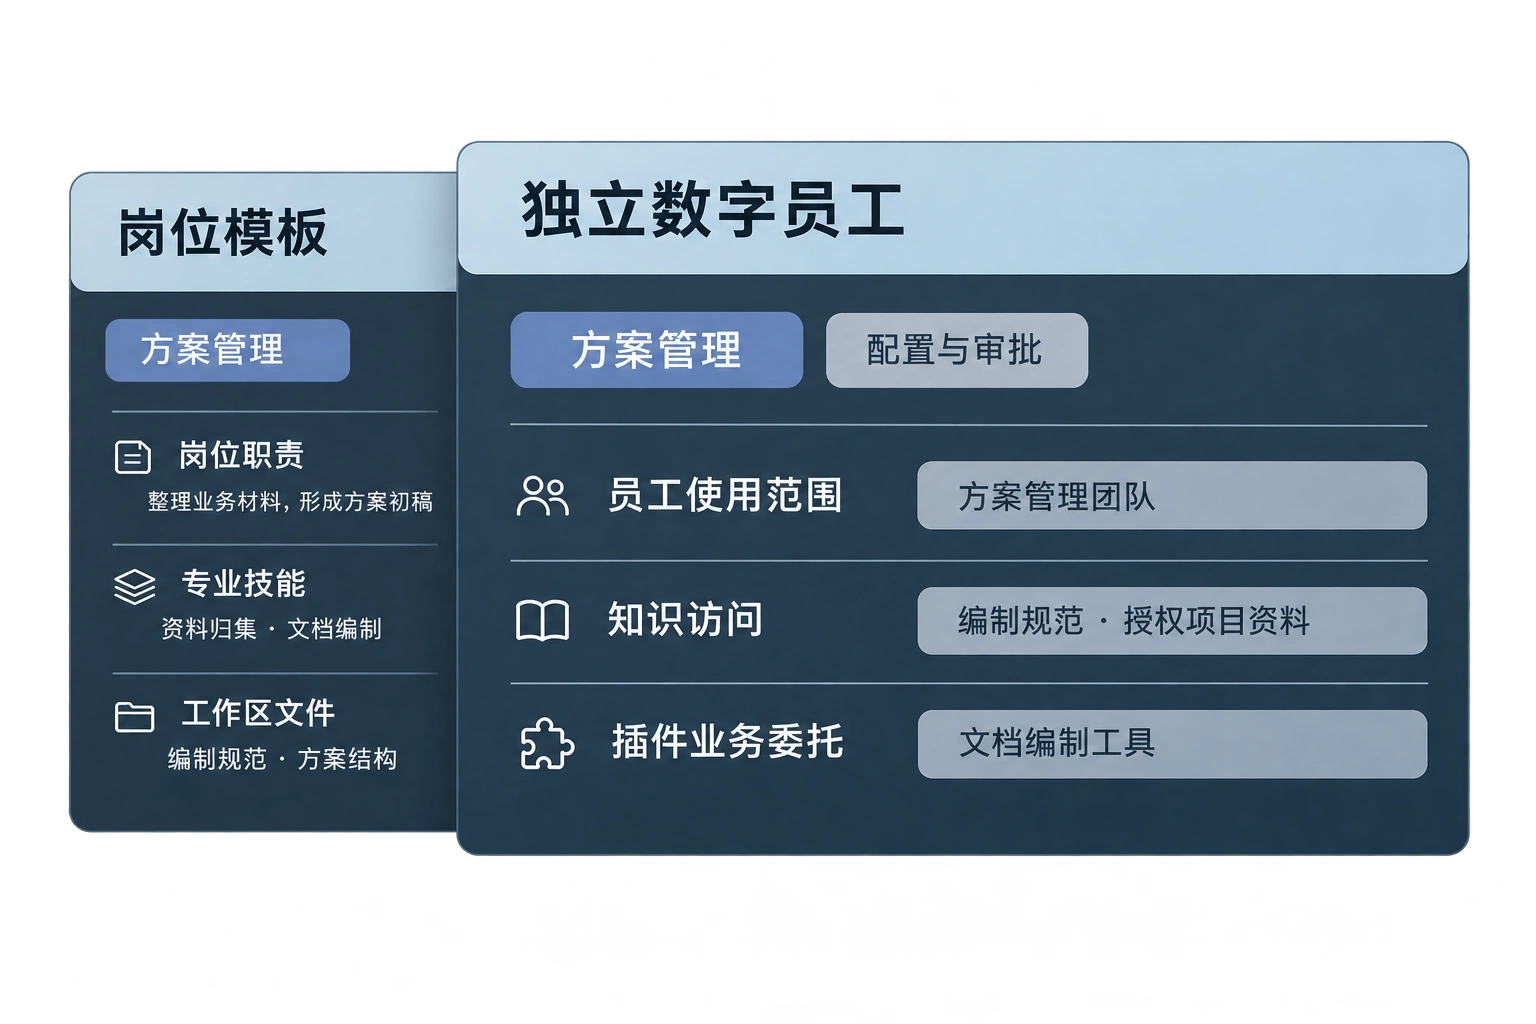 岗位模板
方案管理
岗位职责
整理业务材料，形成方案初稿
专业技能
资料归集 · 文档编制
工作区文件
编制规范 · 方案结构
独立数字员工
方案管理
配置与审批
员工使用范围
方案管理团队
知识访问
编制规范 · 授权项目资料
插件业务委托
文档编制工具